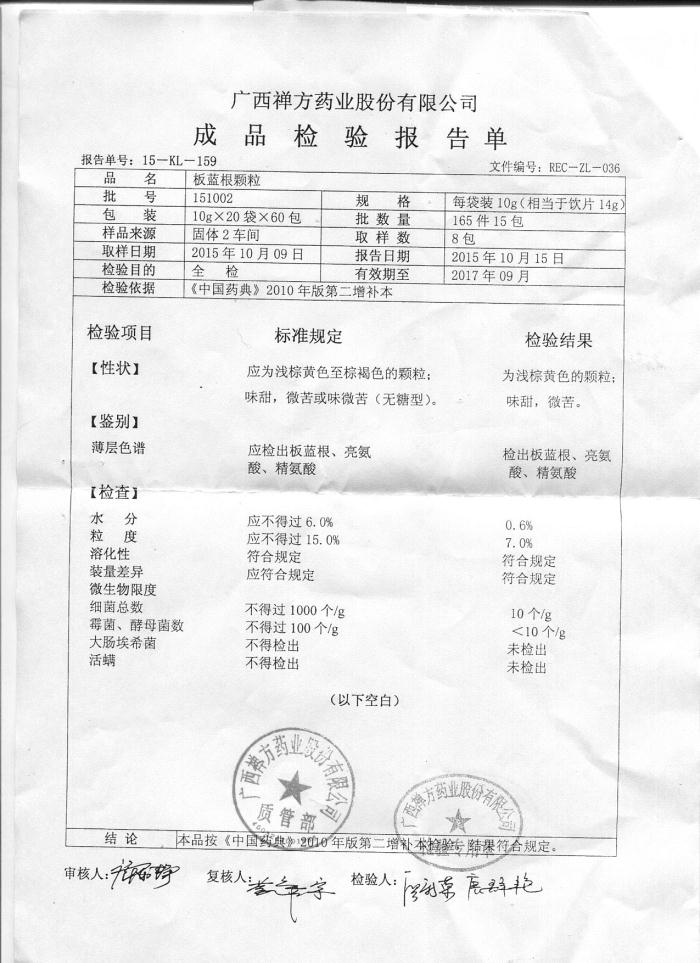 广西禅方药业股份有限公司
成品检验报告单
报告单号：15—KL—159 文件编号：REC—ZL—036
品 名 板蓝根颗粒
批 号 151002 规 格 每袋装10g（相当于饮片14g）
包 装 10g×20袋×60包 批 数 量 165件15包
样品来源 固体2车间 取 样 数 8包
取样日期 2015年10月09日 报告日期 2015年10月15日
检验目的 全 检 有效期至 2017年09月
检验依据 《中国药典》2010年版第二增补本
检验项目 标准规定 检验结果
【性状】 应为浅棕黄色至棕褐色的颗粒； 为浅棕黄色的颗粒；
味甜，微苦或味微苦（无糖型）。 味甜，微苦。
【鉴别】
薄层色谱 应检出板蓝根、亮氨 检出板蓝根、亮氨
酸、精氨酸 酸、精氨酸
【检查】
水 分 应不得过6.0% 0.6%
粒 度 应不得过15.0% 7.0%
溶化性 符合规定 符合规定
装量差异 应符合规定 符合规定
微生物限度
细菌总数 不得过1000个/g 10个/g
霉菌、酵母菌数 不得过100个/g ＜10个/g
大肠埃希菌 不得检出 未检出
活螨 不得检出 未检出
（以下空白）
广西禅方药业股份有限公司
质管部
广西禅方药业股份有限公司
检验专用章
结 论 本品按《中国药典》2010年版第二增补本检验，结果符合规定。
审核人： 复核人： 检验人：